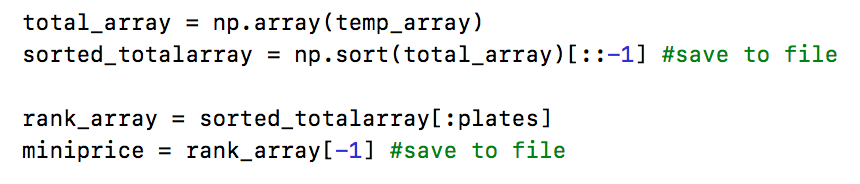 total_array = np.array(temp_array)
sorted_totalarray = np.sort(total_array)[::-1] #save to file
rank_array = sorted_totalarray[:plates]
miniprice = rank_array[-1] #save to file